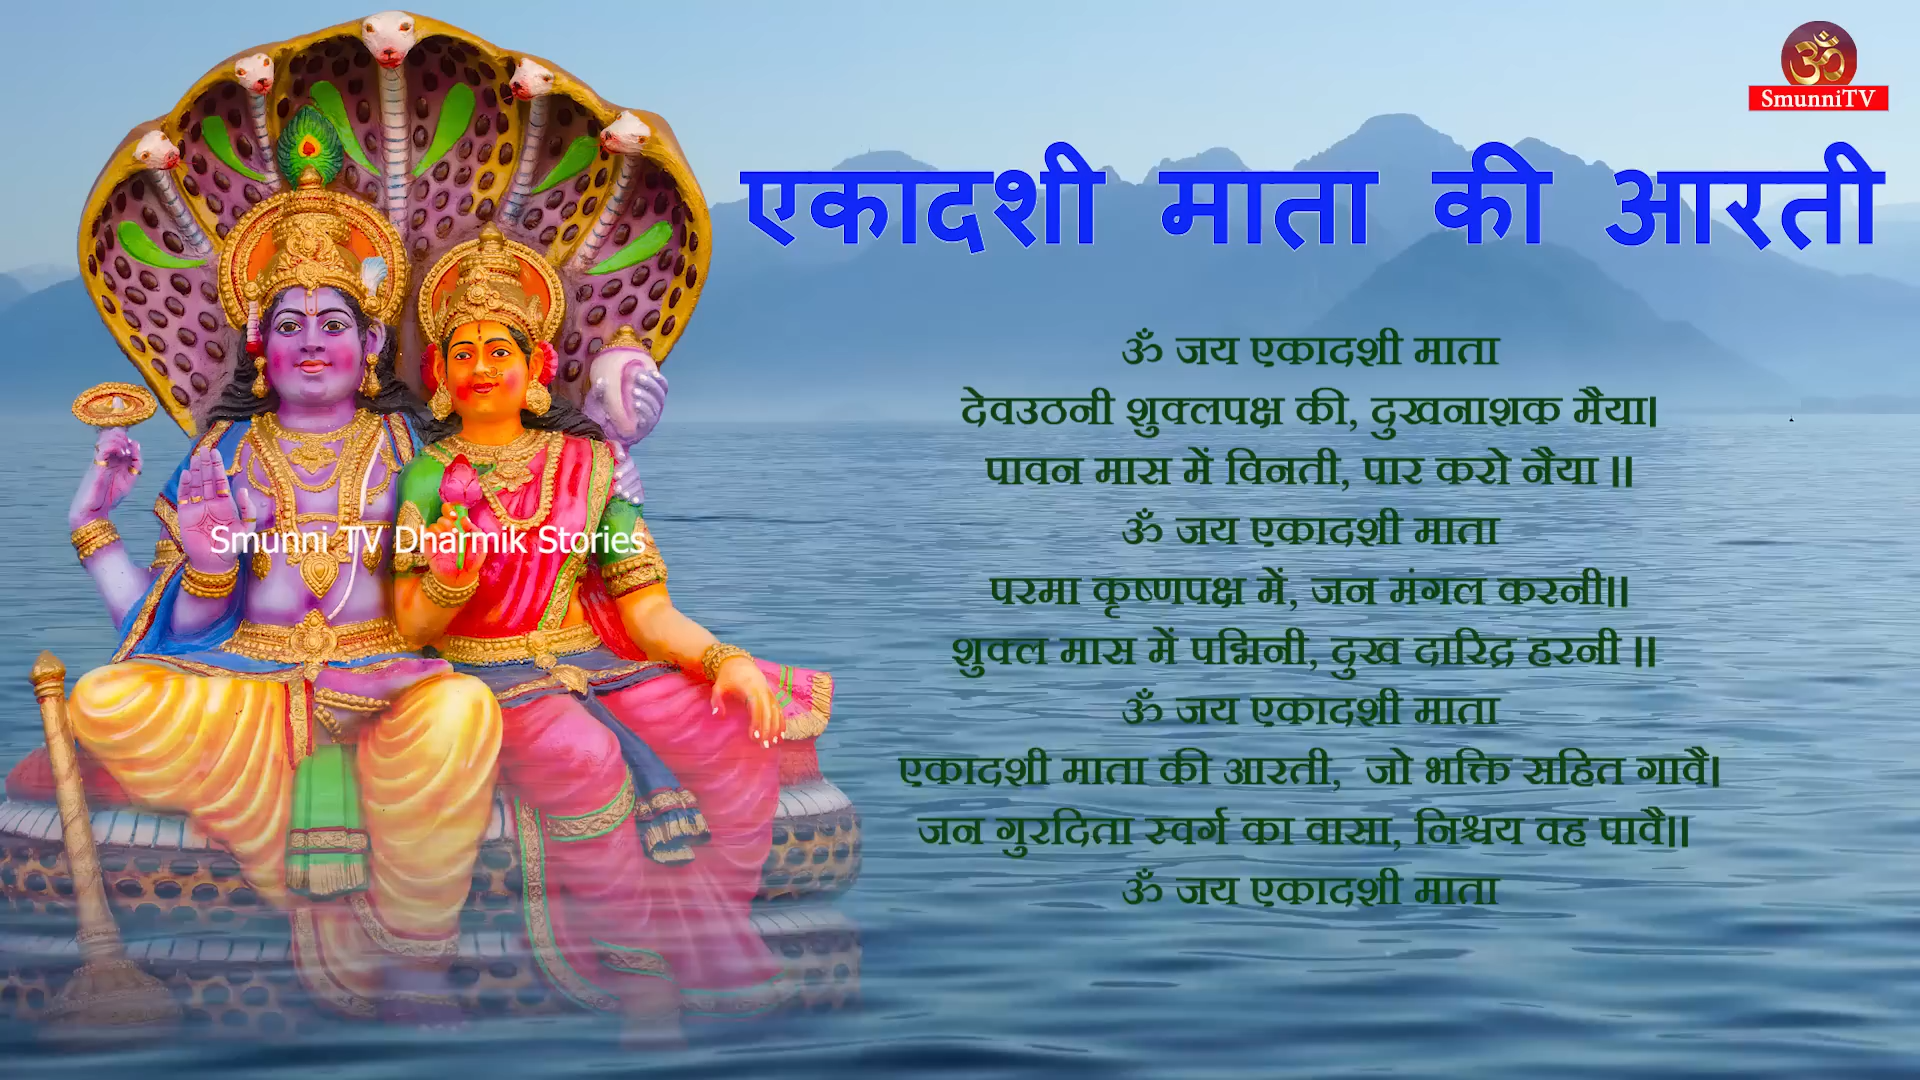 ॐ
SmunniTV
एकादशी माता की आरती
ॐ जय एकादशी माता
देवउठनी शुक्लपक्ष की, दुखनाशक मैया।
पावन मास में विनती, पार करो नैया ।।
ॐ जय एकादशी माता
परमा कृष्णपक्ष में, जन मंगल करनी।।
शुक्ल मास में पद्मिनी, दुख दारिद्र हरनी ।।
ॐ जय एकादशी माता
एकादशी माता की आरती, जो भक्ति सहित गावै।
जन गुरदिता स्वर्ग का वासा, निश्चय वह पावै।।
ॐ जय एकादशी माता
Smunni TV Dharmik Stories